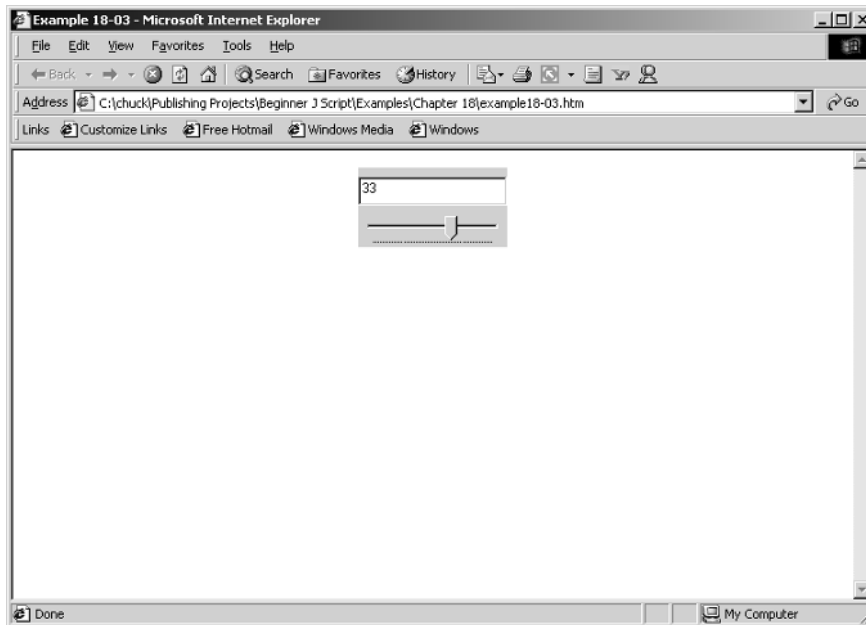 Example 18-03 - Microsoft Internet Explorer
File Edit View Favorites Tools Help
Back Search Favorites History
Address C:\chuck\Publishing Projects\Beginner J Script\Examples\Chapter 18\example18-03.htm Go
Links Customize Links Free Hotmail Windows Media Windows
33
Done My Computer